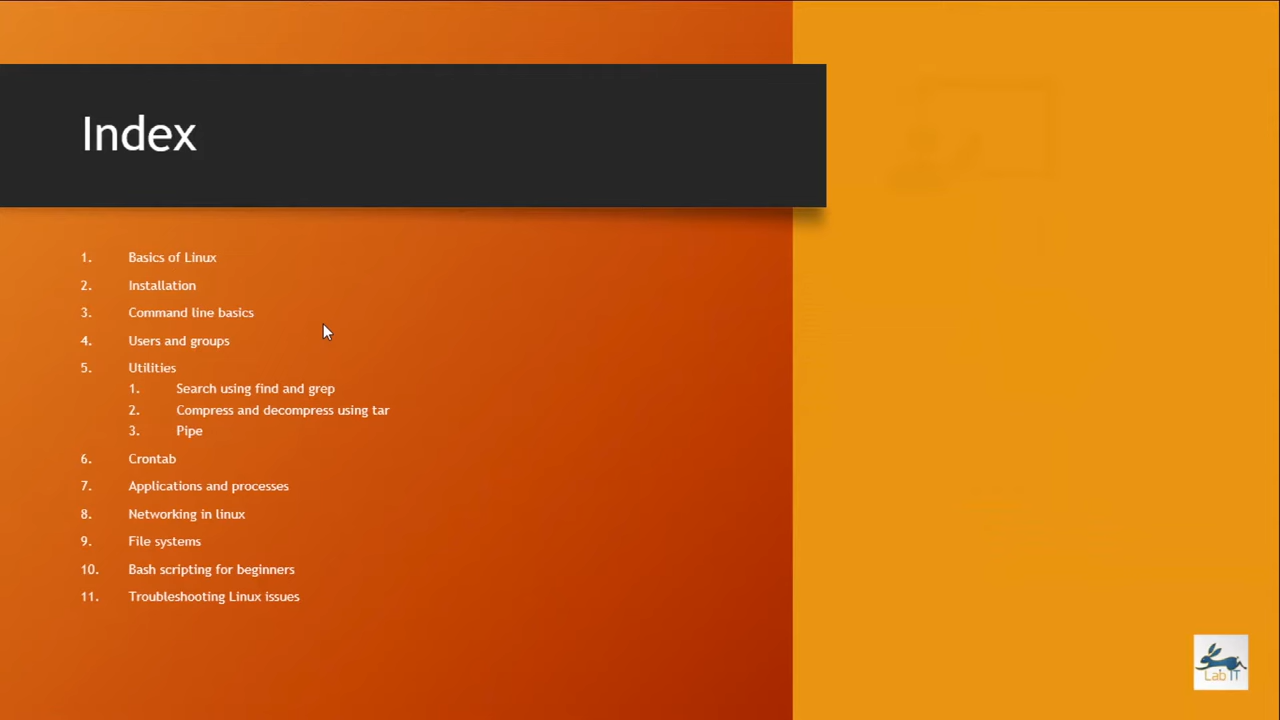 Index
1. Basics of Linux
2. Installation
3. Command line basics
4. Users and groups
5. Utilities
1. Search using find and grep
2. Compress and decompress using tar
3. Pipe
6. Crontab
7. Applications and processes
8. Networking in linux
9. File systems
10. Bash scripting for beginners
11. Troubleshooting Linux issues
Lab IT